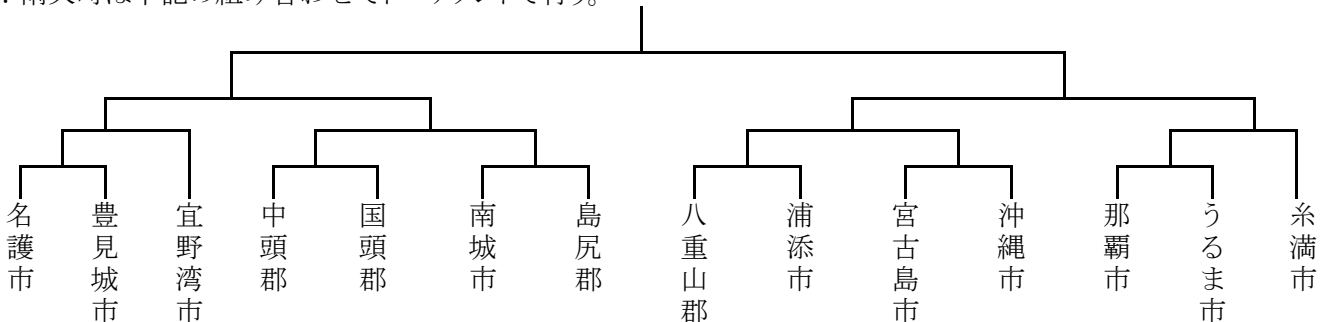 名護市
豊見城市
宜野湾市
中頭郡
国頭郡
南城市
島尻郡
八重山郡
浦添市
宮古島市
沖縄市
那覇市
うるま市
糸満市